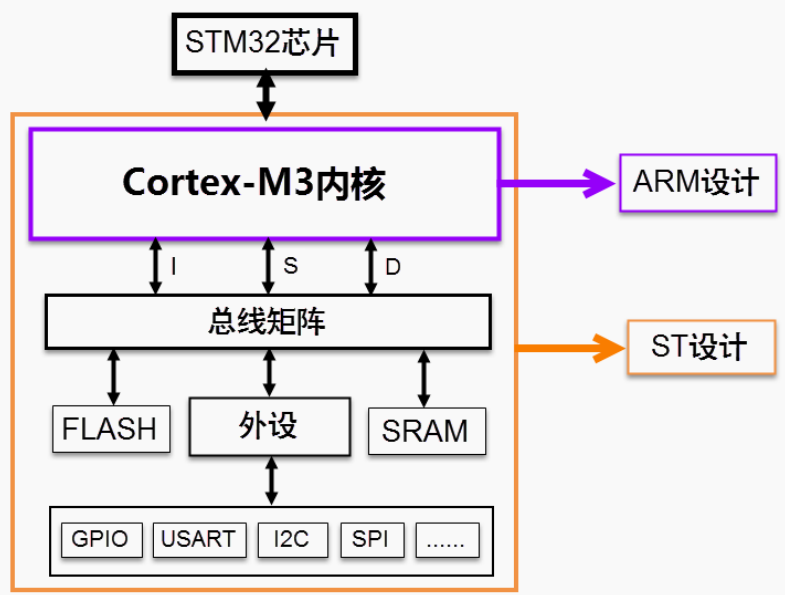 STM32芯片
Cortex-M3内核
ARM设计
I
S
D
总线矩阵
ST设计
FLASH
外设
SRAM
GPIO
USART
I2C
SPI
......